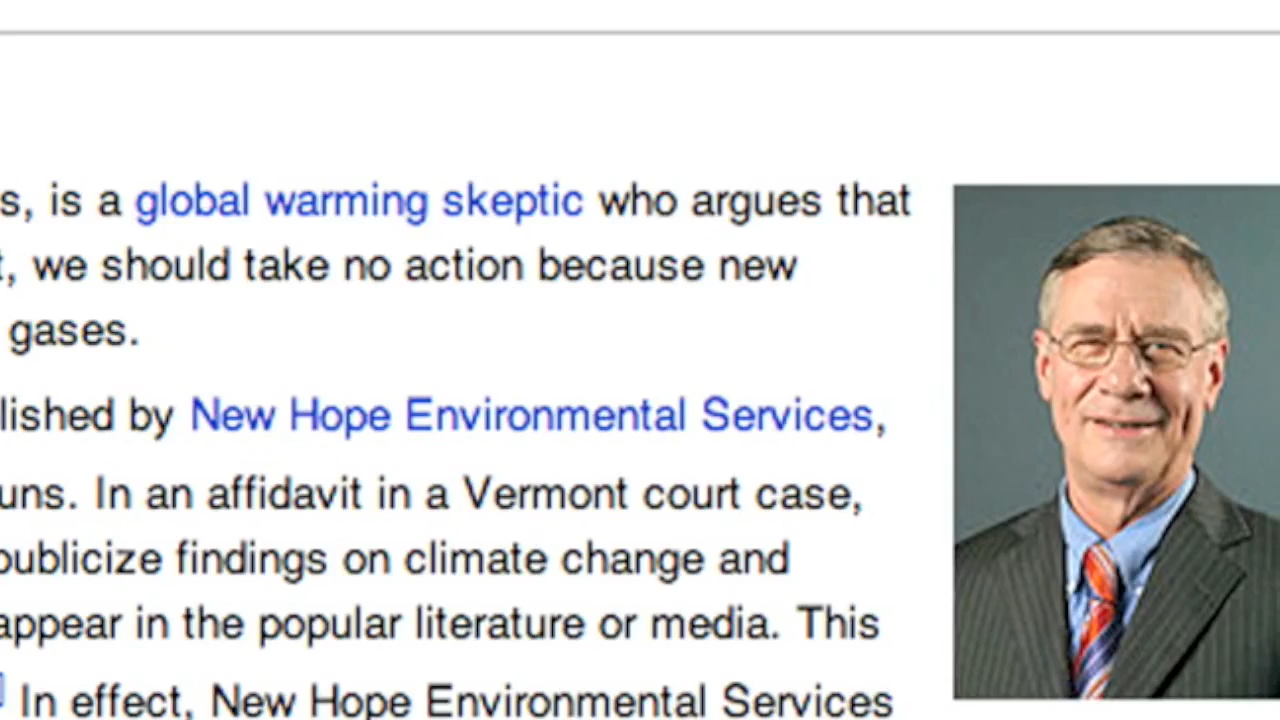 s, is a global warming skeptic who argues that
t, we should take no action because new
gases.
lished by New Hope Environmental Services,
uns. In an affidavit in a Vermont court case,
publicize findings on climate change and
appear in the popular literature or media. This
] In effect, New Hope Environmental Services